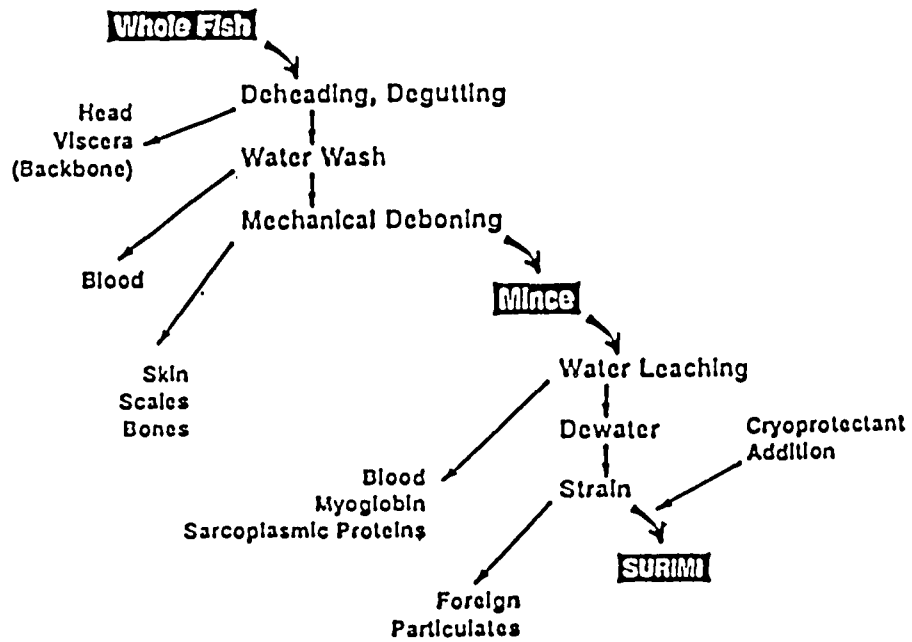 Whole Fish
Deheading, Degutting
Head
Viscera
(Backbone)
Water Wash
Mechanical Deboning
Blood
Mince
Skin
Scales
Bones
Water Leaching
Dewater
Cryoprotectant
Addition
Blood
Myoglobin
Sarcoplasmic Proteins
Strain
SURIMI
Foreign
Particulates